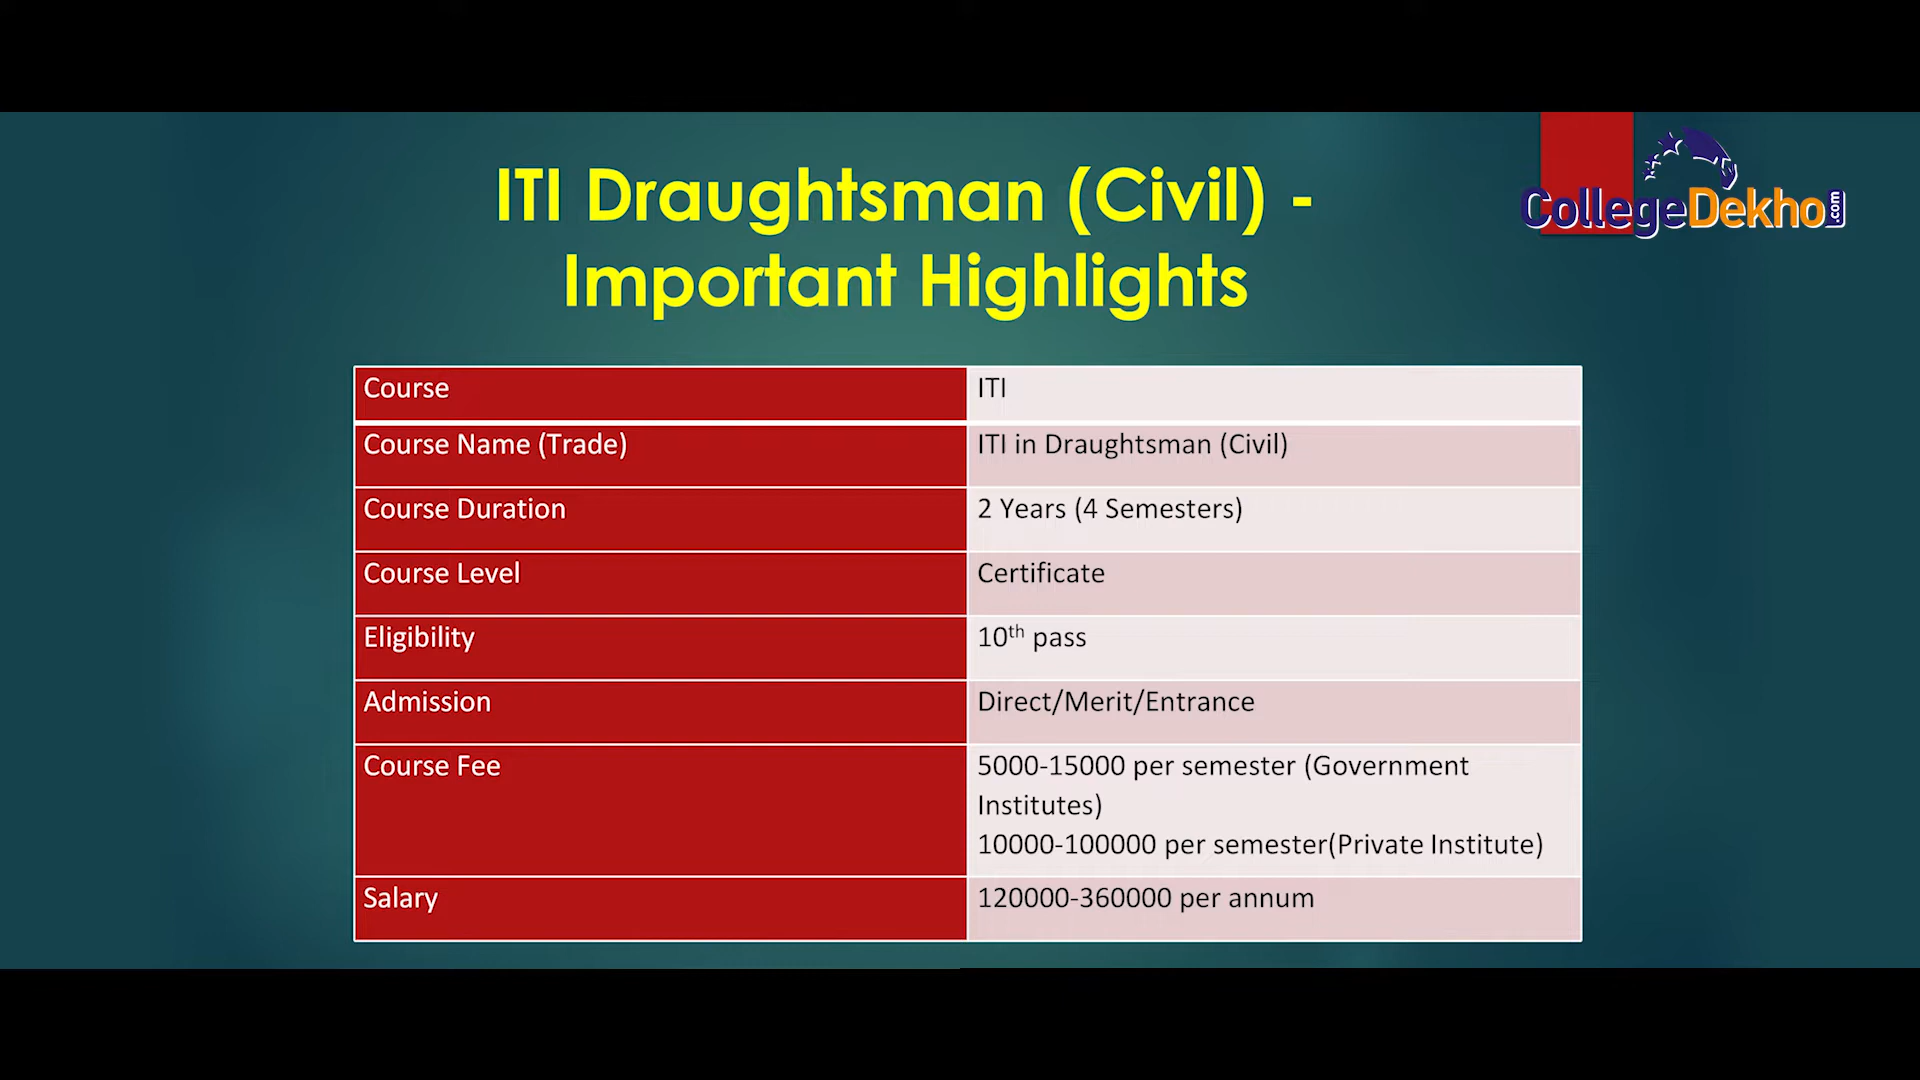 ITI Draughtsman (Civil) -
Important Highlights
CollegeDekho.com
Course ITI
Course Name (Trade) ITI in Draughtsman (Civil)
Course Duration 2 Years (4 Semesters)
Course Level Certificate
Eligibility 10th pass
Admission Direct/Merit/Entrance
Course Fee 5000-15000 per semester (Government
Institutes)
10000-100000 per semester(Private Institute)
Salary 120000-360000 per annum